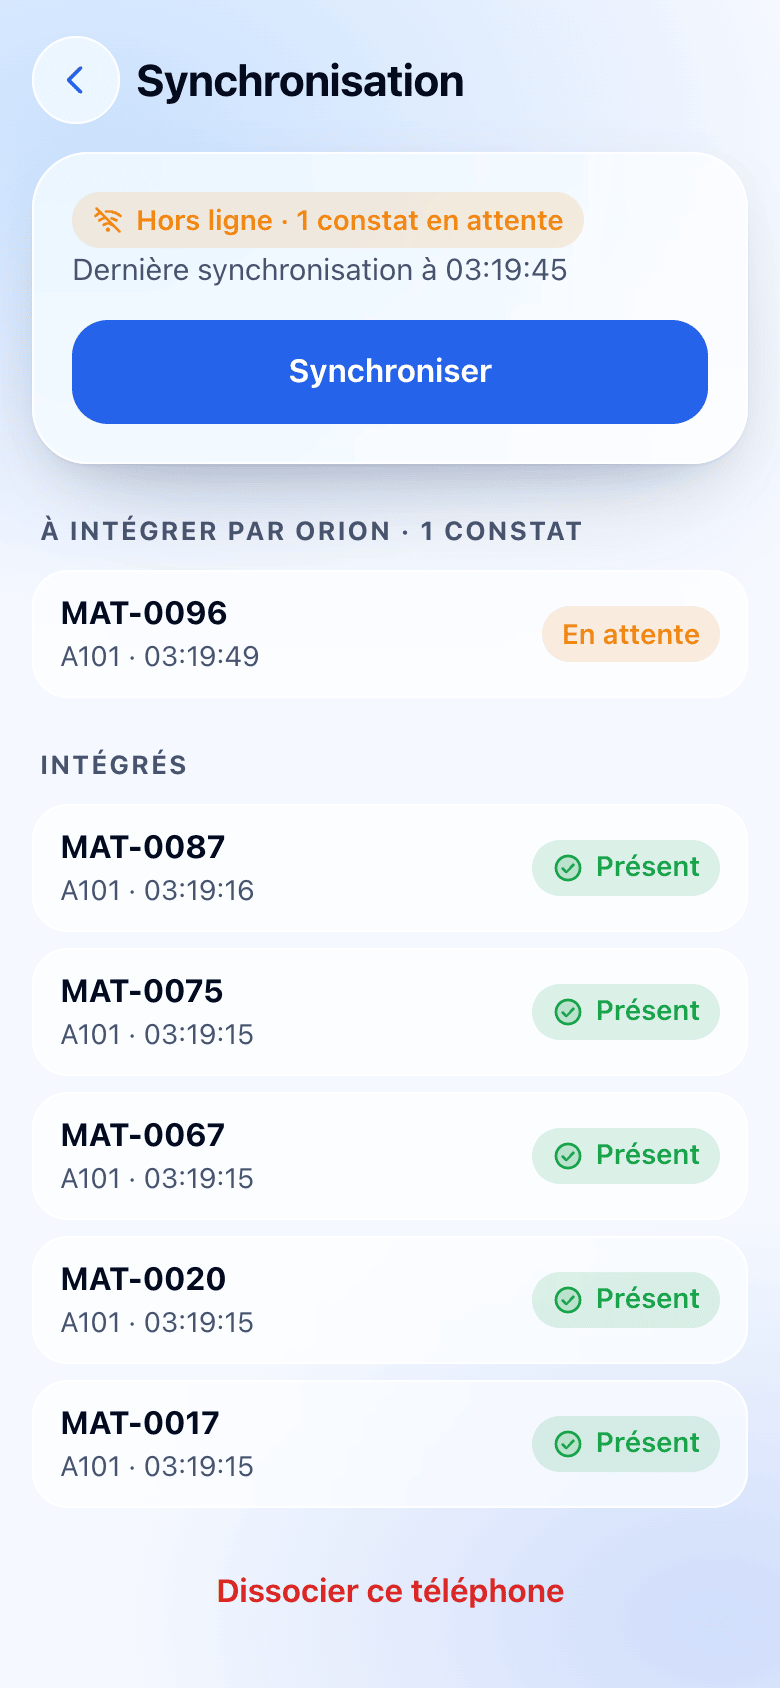 Synchronisation
Hors ligne · 1 constat en attente
Dernière synchronisation à 03:19:45
Synchroniser
À INTÉGRER PAR ORION · 1 CONSTAT
MAT-0096
A101 · 03:19:49
En attente
INTÉGRÉS
MAT-0087
A101 · 03:19:16
Présent
MAT-0075
A101 · 03:19:15
Présent
MAT-0067
A101 · 03:19:15
Présent
MAT-0020
A101 · 03:19:15
Présent
MAT-0017
A101 · 03:19:15
Présent
Dissocier ce téléphone